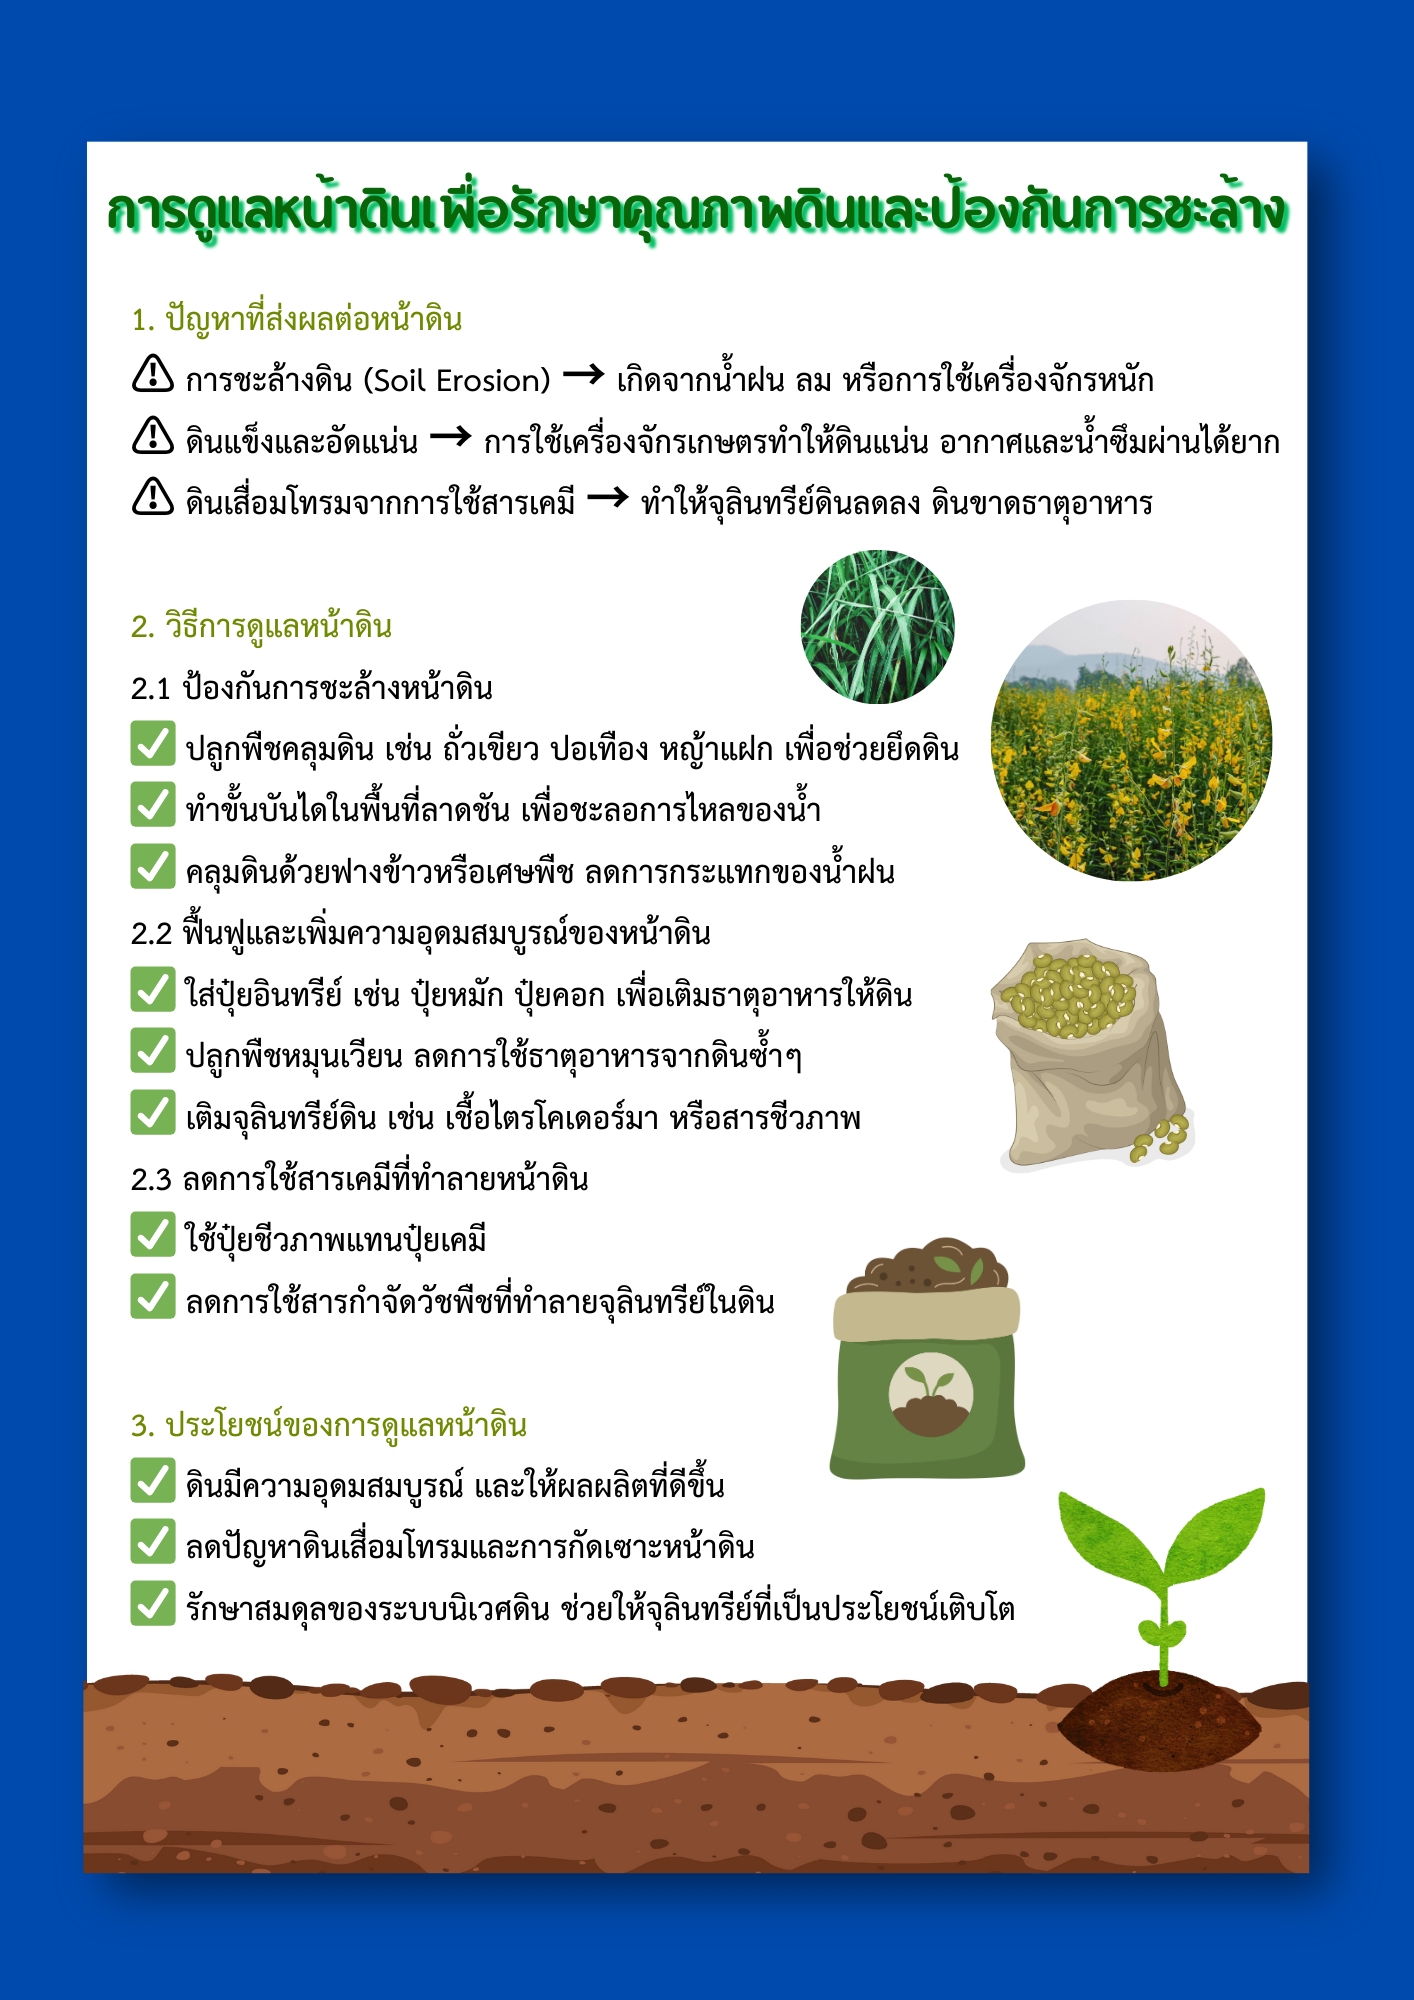 การดูแลหน้าดินเพื่อรักษาคุณภาพดินและป้องกันการชะล้าง
1. ปัญหาที่ส่งผลต่อหน้าดิน
⚠ การชะล้างดิน (Soil Erosion) → เกิดจากน้ำฝน ลม หรือการใช้เครื่องจักรหนัก
⚠ ดินแข็งและอัดแน่น → การใช้เครื่องจักรเกษตรทำให้ดินแน่น อากาศและน้ำซึมผ่านได้ยาก
⚠ ดินเสื่อมโทรมจากการใช้สารเคมี → ทำให้จุลินทรีย์ดินลดลง ดินขาดธาตุอาหาร
2. วิธีการดูแลหน้าดิน
2.1 ป้องกันการชะล้างหน้าดิน
✅ ปลูกพืชคลุมดิน เช่น ถั่วเขียว ปอเทือง หญ้าแฝก เพื่อช่วยยึดดิน
✅ ทำขั้นบันไดในพื้นที่ลาดชัน เพื่อชะลอการไหลของน้ำ
✅ คลุมดินด้วยฟางข้าวหรือเศษพืช ลดการกระแทกของน้ำฝน
2.2 ฟื้นฟูและเพิ่มความอุดมสมบูรณ์ของหน้าดิน
✅ ใส่ปุ๋ยอินทรีย์ เช่น ปุ๋ยหมัก ปุ๋ยคอก เพื่อเติมธาตุอาหารให้ดิน
✅ ปลูกพืชหมุนเวียน ลดการใช้ธาตุอาหารจากดินซ้ำๆ
✅ เติมจุลินทรีย์ดิน เช่น เชื้อไตรโคเดอร์มา หรือสารชีวภาพ
2.3 ลดการใช้สารเคมีที่ทำลายหน้าดิน
✅ ใช้ปุ๋ยชีวภาพแทนปุ๋ยเคมี
✅ ลดการใช้สารกำจัดวัชพืชที่ทำลายจุลินทรีย์ในดิน
3. ประโยชน์ของการดูแลหน้าดิน
✅ ดินมีความอุดมสมบูรณ์ และให้ผลผลิตที่ดีขึ้น
✅ ลดปัญหาดินเสื่อมโทรมและการกัดเซาะหน้าดิน
✅ รักษาสมดุลของระบบนิเวศดิน ช่วยให้จุลินทรีย์ที่เป็นประโยชน์เติบโต